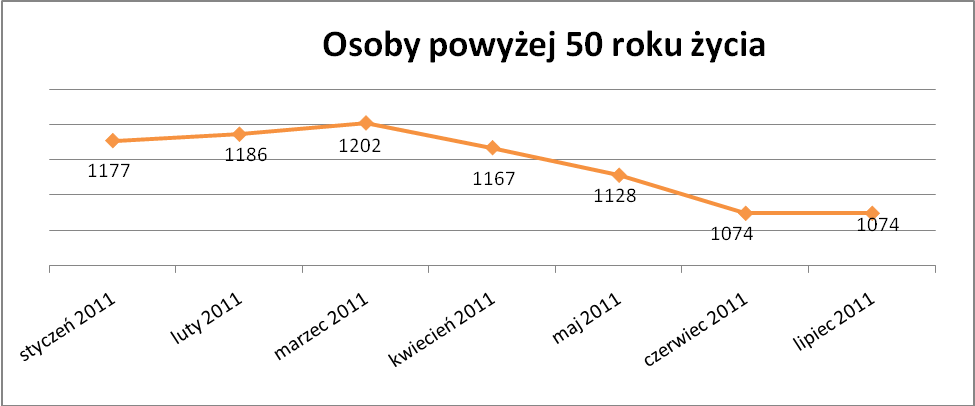 Osoby powyżej 50 roku życia
1177
1186
1202
1167
1128
1074
1074
styczeń 2011
luty 2011
marzec 2011
kwiecień 2011
maj 2011
czerwiec 2011
lipiec 2011